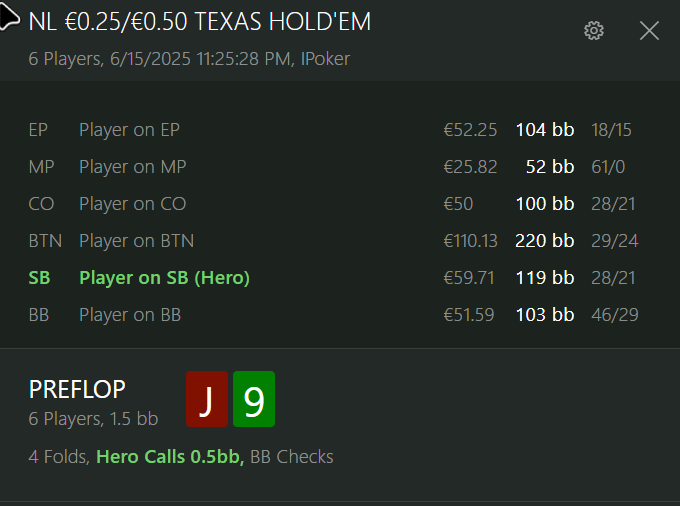 NL €0.25/€0.50 TEXAS HOLD'EM
6 Players, 6/15/2025 11:25:28 PM, IPoker
EP Player on EP €52.25 104 bb 18/15
MP Player on MP €25.82 52 bb 61/0
CO Player on CO €50 100 bb 28/21
BTN Player on BTN €110.13 220 bb 29/24
SB Player on SB (Hero) €59.71 119 bb 28/21
BB Player on BB €51.59 103 bb 46/29
PREFLOP J 9
6 Players, 1.5 bb
4 Folds, Hero Calls 0.5bb, BB Checks